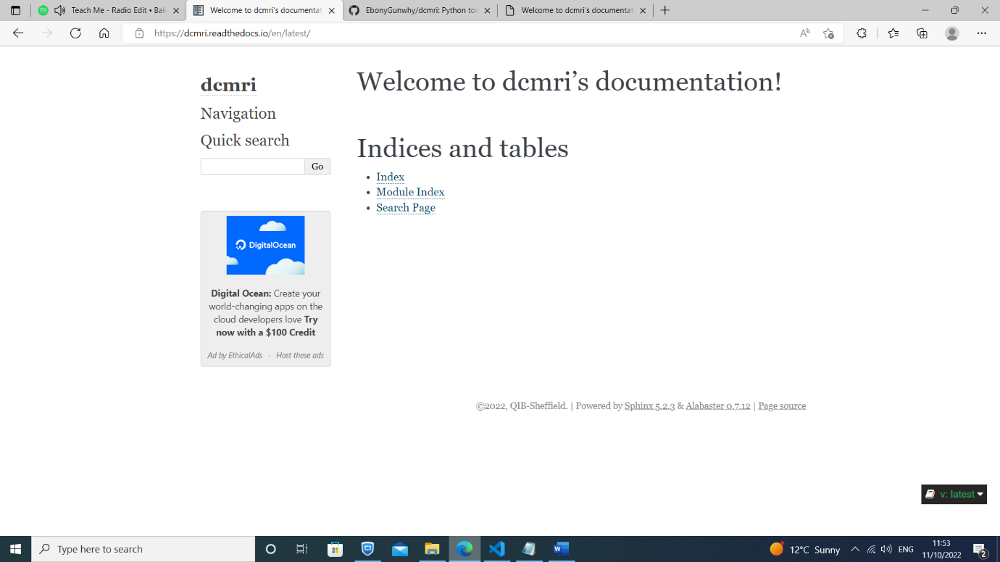 Teach Me - Radio Edit • Bak
Welcome to dcmri's documentat
EbonyGunwhy/dcmri: Python too
Welcome to dcmri's documentat
https://dcmri.readthedocs.io/en/latest/
dcmri
Navigation
Quick search
Go
DigitalOcean
Digital Ocean: Create your
world-changing apps on the
cloud developers love Try
now with a $100 Credit
Ad by EthicalAds · Host these ads
Welcome to dcmri’s documentation!
Indices and tables
• Index
• Module Index
• Search Page
©2022, QIB-Sheffield. | Powered by Sphinx 5.2.3 & Alabaster 0.7.12 | Page source
v: latest
Type here to search
12°C Sunny
ENG
11:53
11/10/2022
2